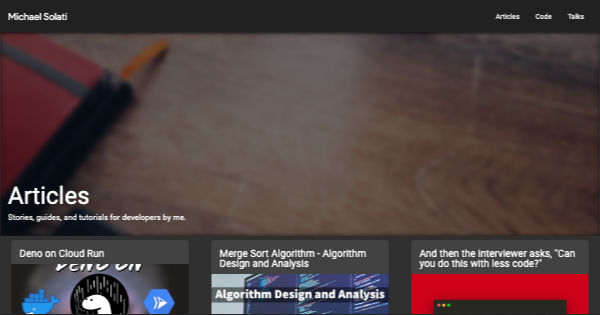 Michael Solati
Articles Code Talks
Articles
Stories, guides, and tutorials for developers by me.
Deno on Cloud Run
Merge Sort Algorithm - Algorithm
Design and Analysis
And then the interviewer asks, "Can
you do this with less code?"
DENO ON
Algorithm Design and Analysis